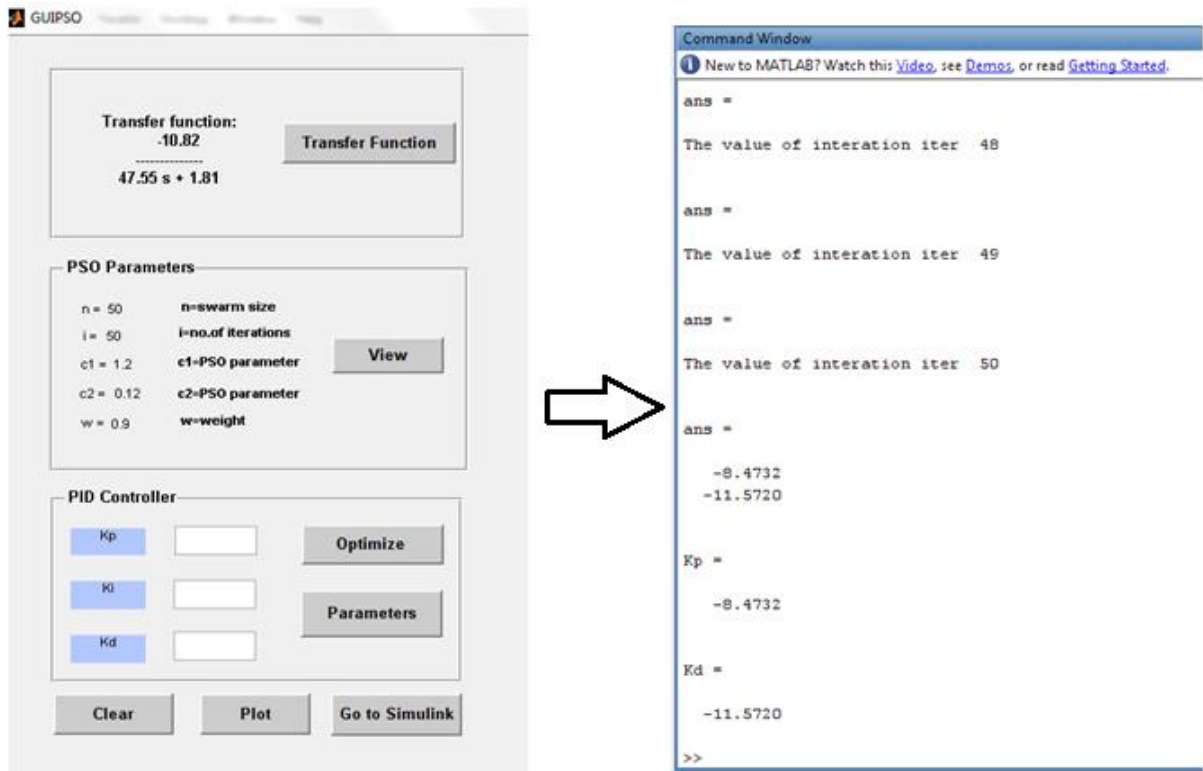 GUIPSO
Transfer function:
-10.82
--------------
47.55 s + 1.81
Transfer Function
PSO Parameters
n = 50 n=swarm size
i = 50 i=no.of iterations
c1 = 1.2 c1=PSO parameter
c2 = 0.12 c2=PSO parameter
w = 0.9 w=weight
View
PID Controller
Kp
Optimize
Ki
Parameters
Kd
Clear Plot Go to Simulink
Command Window
New to MATLAB? Watch this Video, see Demos, or read Getting Started.
ans =
The value of interation iter 48
ans =
The value of interation iter 49
ans =
The value of interation iter 50
ans =
-8.4732
-11.5720
Kp =
-8.4732
Kd =
-11.5720
>>